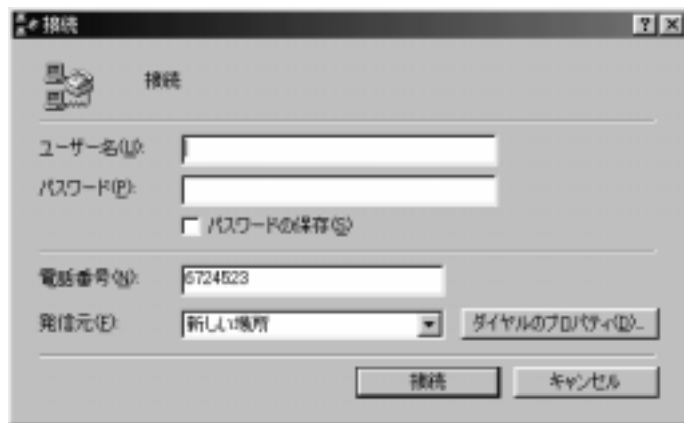 接続
接続
ユーザー名(U):
パスワード(P):
パスワードの保存(S)
電話番号(N): 6724523
発信元(E): 新しい場所 ダイヤルのプロパティ(D)...
接続 キャンセル